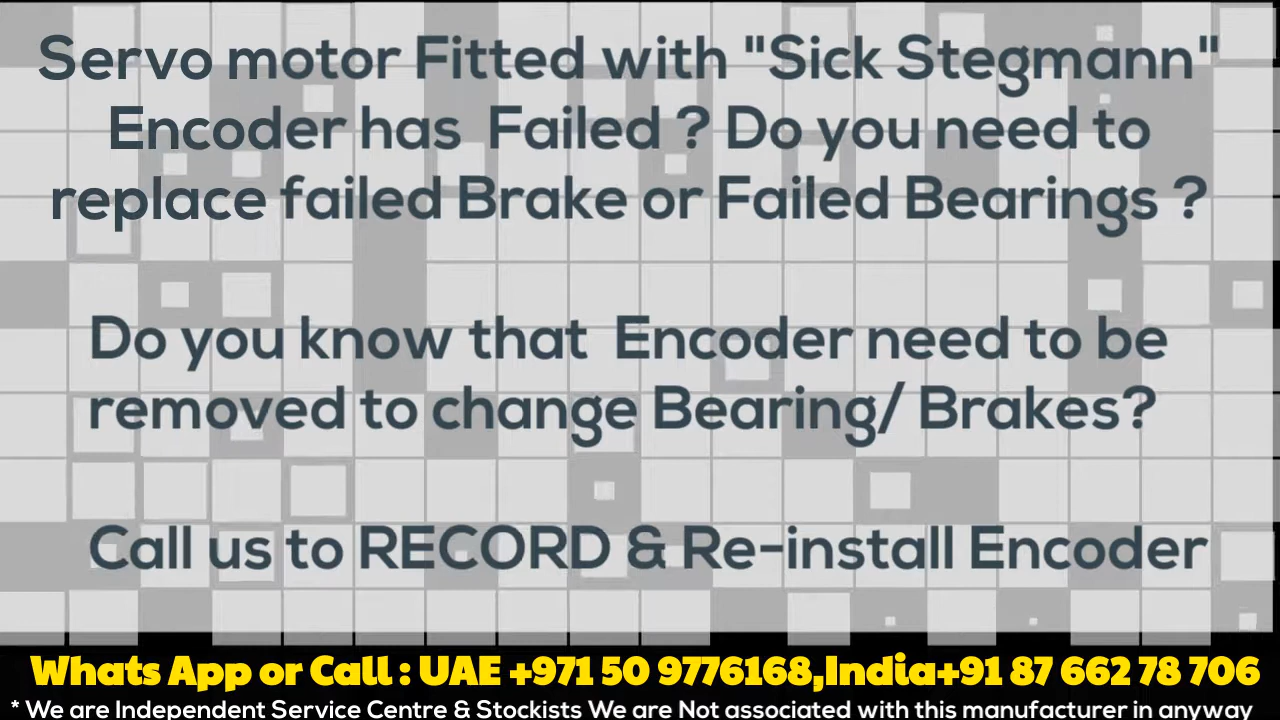 Servo motor Fitted with "Sick Stegmann"
Encoder has Failed ? Do you need to
replace failed Brake or Failed Bearings ?
Do you know that Encoder need to be
removed to change Bearing/ Brakes?
Call us to RECORD & Re-install Encoder
Whats App or Call : UAE +971 50 9776168,India+91 87 662 78 706
* We are Independent Service Centre & Stockists We are Not associated with this manufacturer in anyway